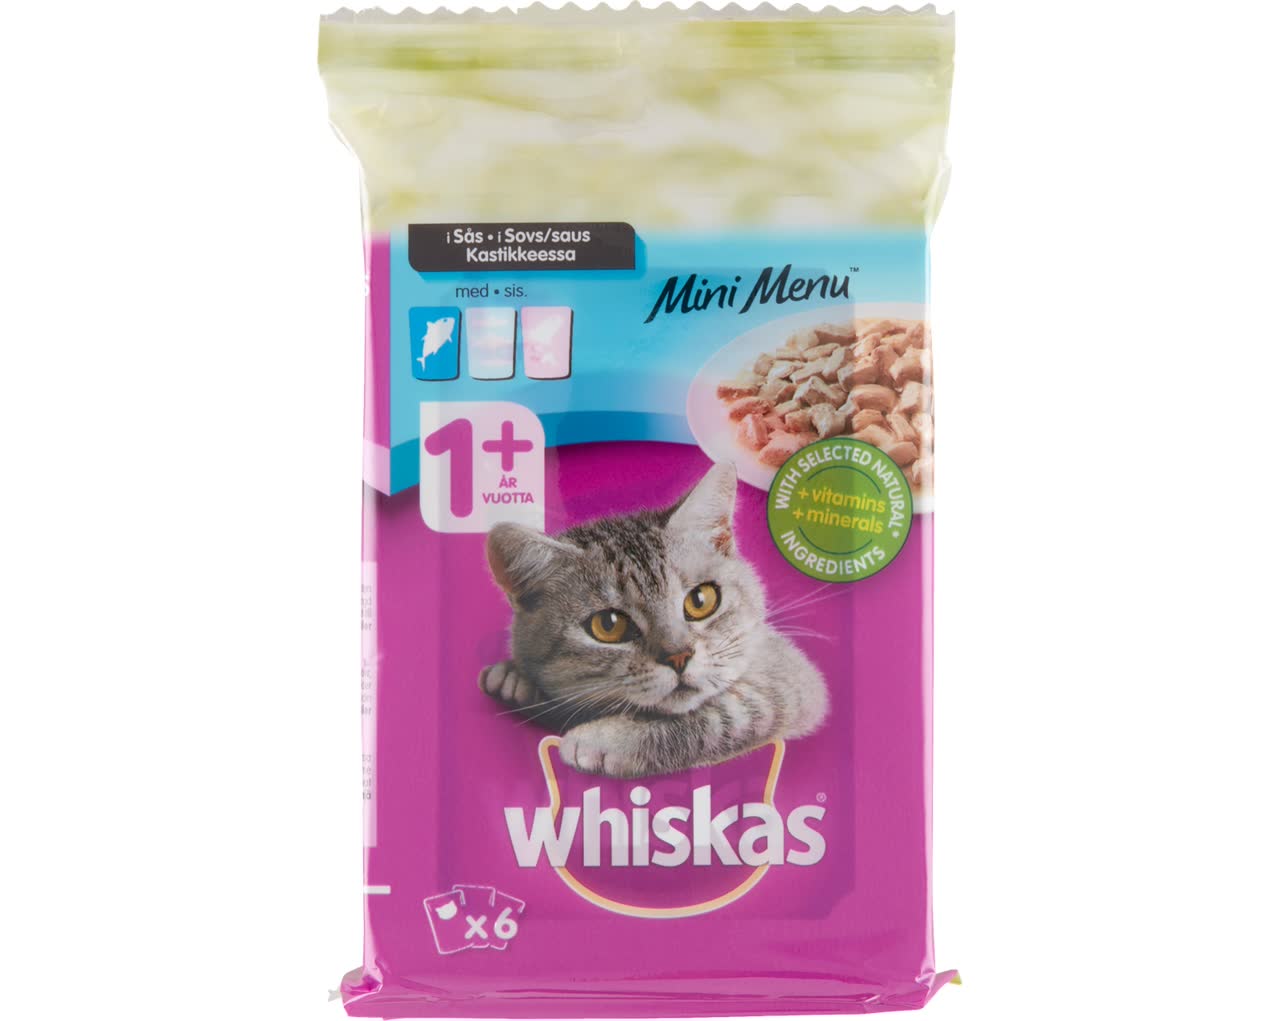 i Sås • i Sovs/saus
Kastikkeessa
med • sis.
Mini Menu™
1+
ÅR
VUOTTA
WITH SELECTED NATURAL*
+ vitamins
+ minerals
INGREDIENTS
whiskas®
x6